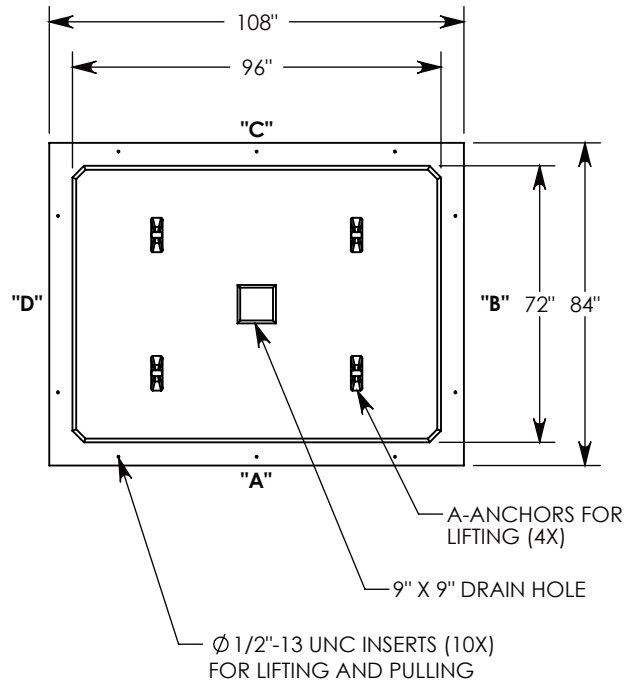 108"
96"
"C"
"D"
"B"
72"
84"
"A"
A-ANCHORS FOR
LIFTING (4X)
9" X 9" DRAIN HOLE
Ø 1/2"-13 UNC INSERTS (10X)
FOR LIFTING AND PULLING